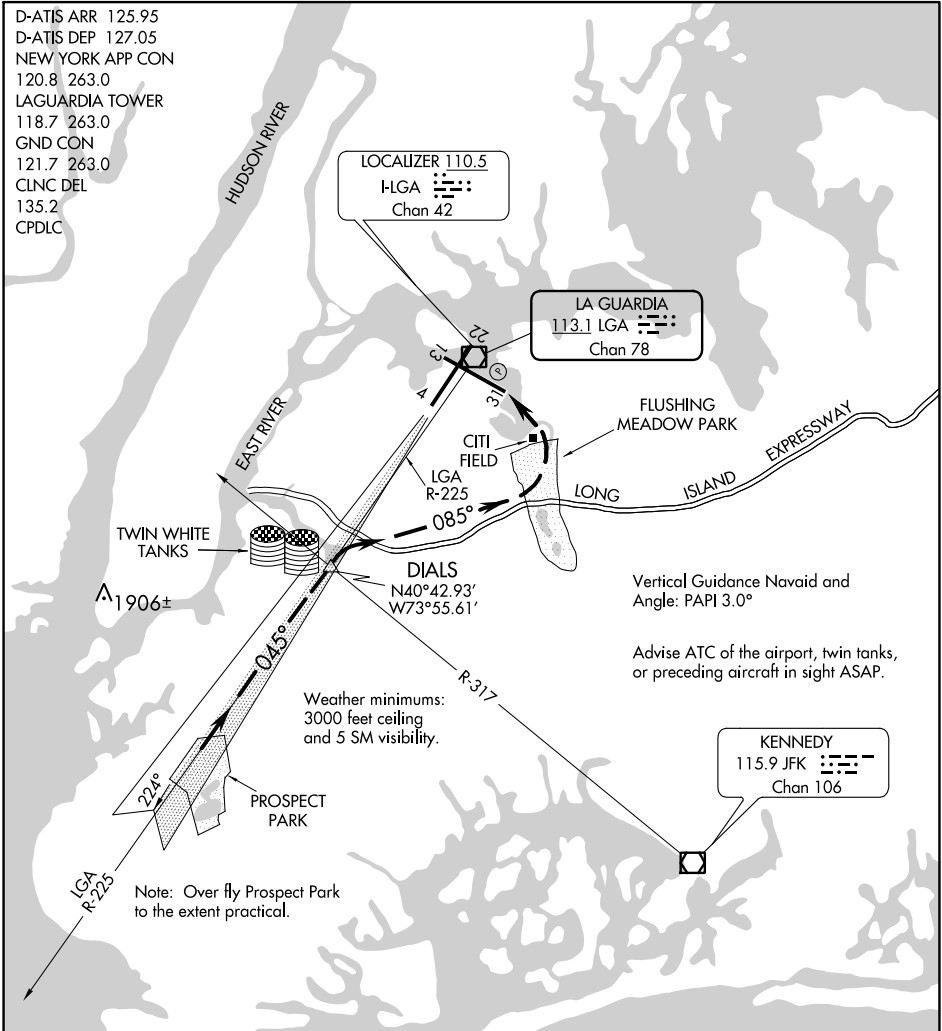 D-ATIS ARR 125.95
D-ATIS DEP 127.05
NEW YORK APP CON
120.8 263.0
LAGUARDIA TOWER
118.7 263.0
GND CON
121.7 263.0
CLNC DEL
135.2
CPDLC
HUDSON RIVER
LOCALIZER 110.5
I-LGA
Chan 42
LA GUARDIA
113.1 LGA
Chan 78
22
13
P
4
31
EAST RIVER
FLUSHING
MEADOW PARK
CITI
FIELD
LONG ISLAND EXPRESSWAY
LGA
R-225
085°
TWIN WHITE
TANKS
DIALS
N40°42.93'
W73°55.61'
1906±
Vertical Guidance Navaid and
Angle: PAPI 3.0°
045°
Advise ATC of the airport, twin tanks,
or preceding aircraft in sight ASAP.
R-317
Weather minimums:
3000 feet ceiling
and 5 SM visibility.
KENNEDY
115.9 JFK
Chan 106
224°
PROSPECT
PARK
LGA
R-225
Note: Over fly Prospect Park
to the extent practical.